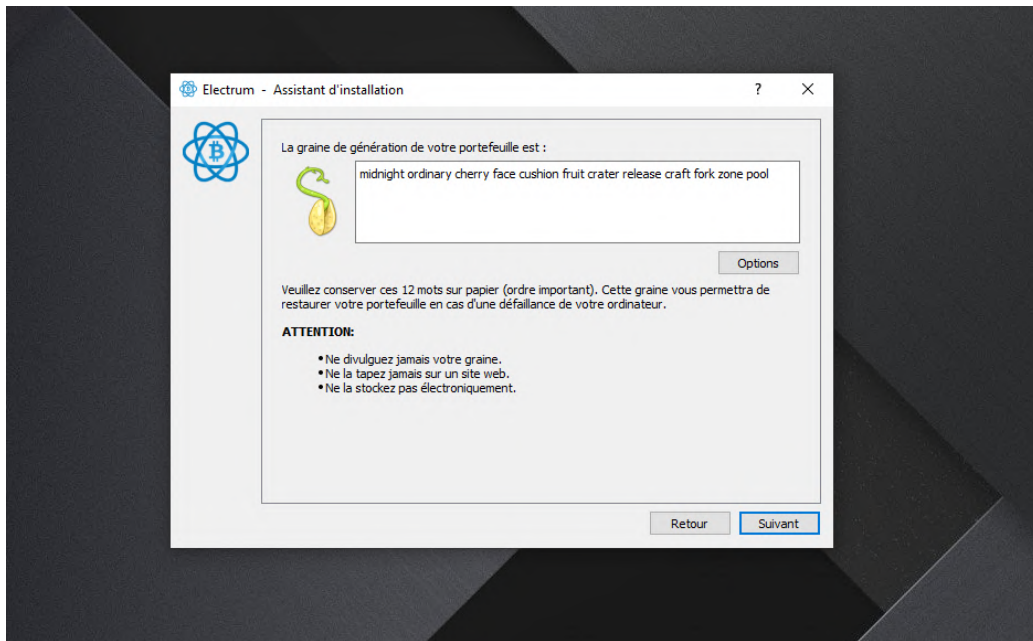 Electrum - Assistant d'installation
La graine de génération de votre portefeuille est :
midnight ordinary cherry face cushion fruit crater release craft fork zone pool
Options
Veuillez conserver ces 12 mots sur papier (ordre important). Cette graine vous permettra de
restaurer votre portefeuille en cas d'une défaillance de votre ordinateur.
ATTENTION:
•Ne divulguez jamais votre graine.
•Ne la tapez jamais sur un site web.
•Ne la stockez pas électroniquement.
Retour
Suivant